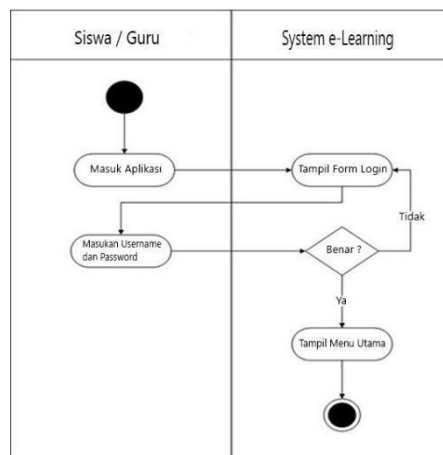 Siswa / Guru
System e-Learning
Masuk Aplikasi
Tampil Form Login
Tidak
Masukan Username
dan Password
Benar ?
Ya
Tampil Menu Utama